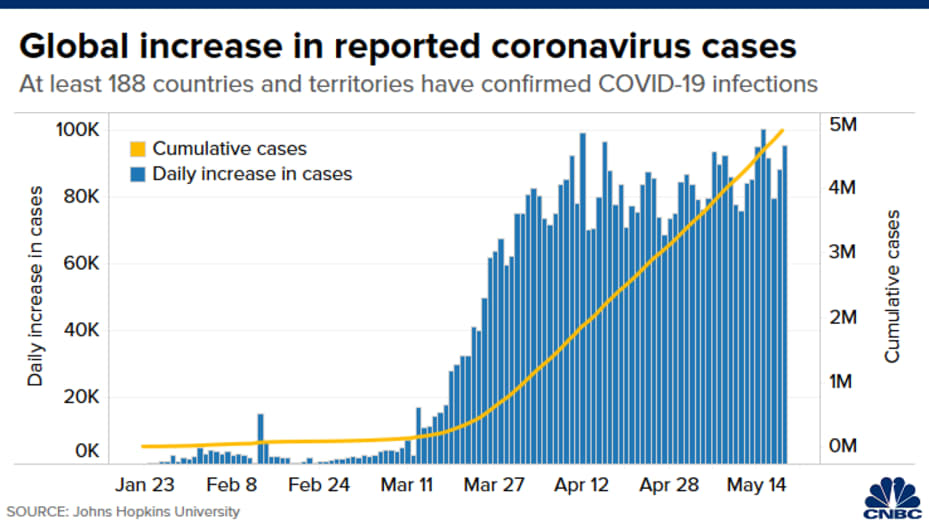 Global increase in reported coronavirus cases
At least 188 countries and territories have confirmed COVID-19 infections
Cumulative cases
Daily increase in cases
Daily increase in cases
100K
80K
60K
40K
20K
0K
5M
4M
3M
2M
1M
0M
Cumulative cases
Jan 23 Feb 8 Feb 24 Mar 11 Mar 27 Apr 12 Apr 28 May 14
SOURCE: Johns Hopkins University
CNBC